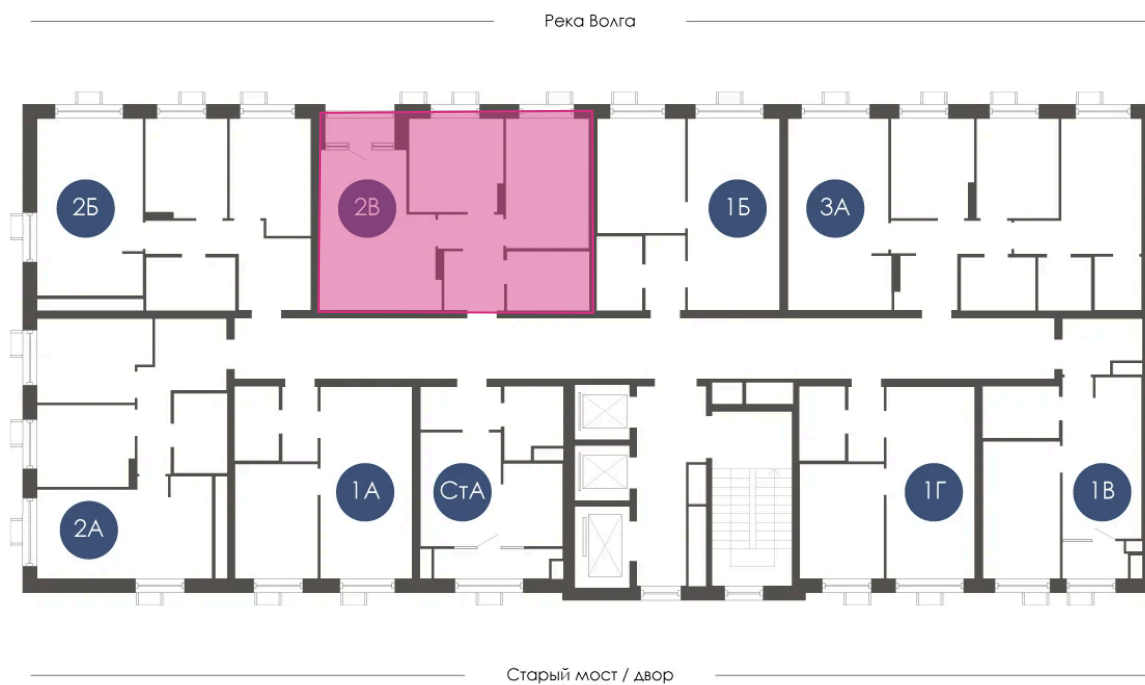 Река Волга
2Б
2В
1Б
3А
2А
1А
СтА
1Г
1В
Старый мост / двор